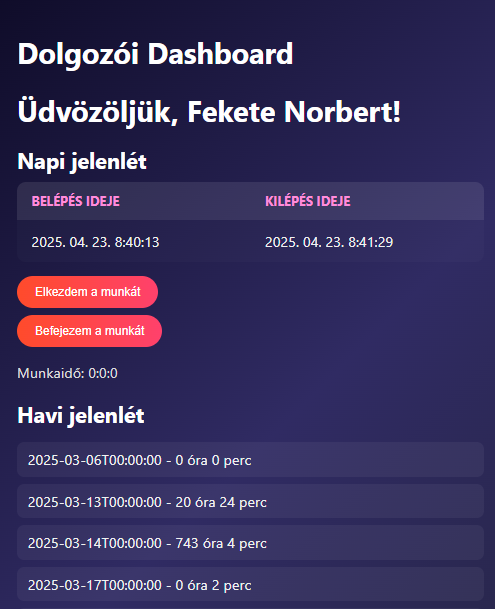 Dolgozói Dashboard
Üdvözöljük, Fekete Norbert!
Napi jelenlét
BELÉPÉS IDEJE KILÉPÉS IDEJE
2025. 04. 23. 8:40:13 2025. 04. 23. 8:41:29
Elkezdem a munkát
Befejezem a munkát
Munkaidő: 0:0:0
Havi jelenlét
2025-03-06T00:00:00 - 0 óra 0 perc
2025-03-13T00:00:00 - 20 óra 24 perc
2025-03-14T00:00:00 - 743 óra 4 perc
2025-03-17T00:00:00 - 0 óra 2 perc